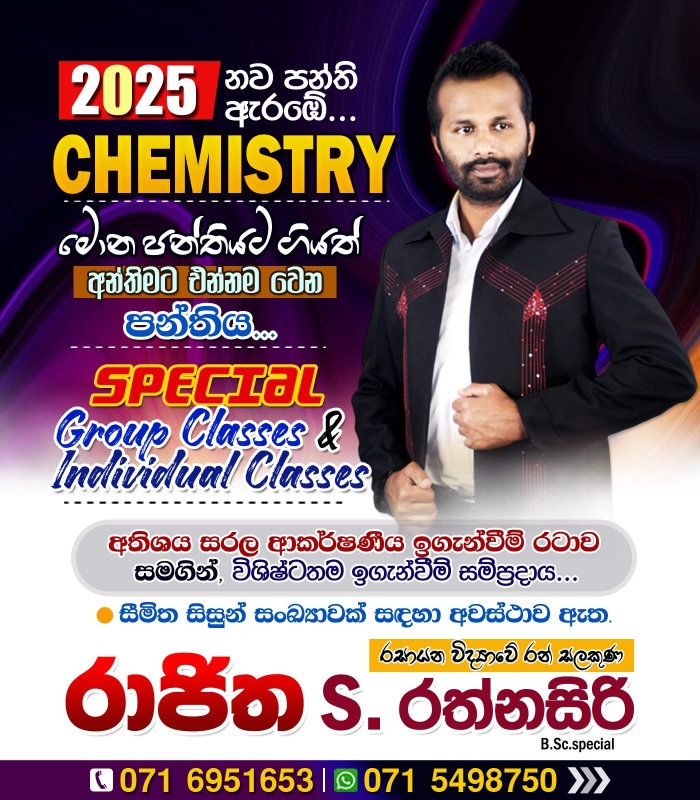 2025 නව පන්ති
ඇරඹේ...
CHEMISTRY
මොන පන්තියට ගියත්
අන්තිමට එන්නම වෙන
පන්තිය...
SPECIAL
Group Classes &
Individual Classes
අතිශය සරල ආකර්ෂණීය ඉගැන්වීම් රටාව
සමගින්, විශිෂ්ටතම ඉගැන්වීම් සම්ප්‍රදාය...
සීමිත සිසුන් සංඛ්‍යාවක් සඳහා අවස්ථාව ඇත.
රසායන විද්‍යාවේ රන් සලකුණ
රාජිත S. රත්නසිරි
B.Sc.special
071 6951653 | 071 5498750